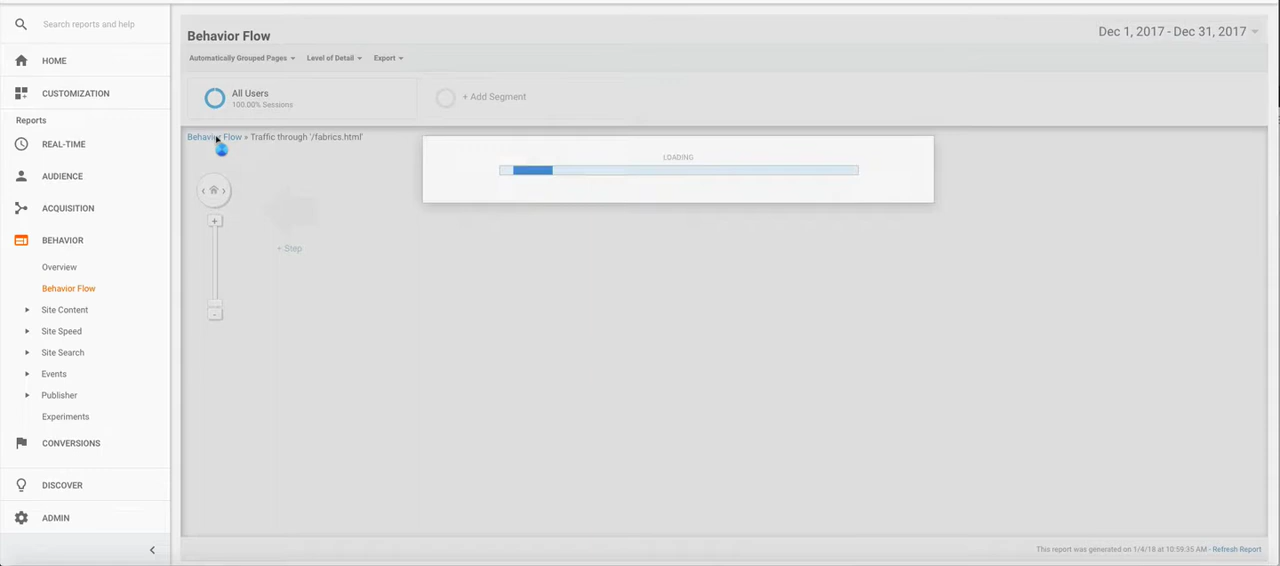 Search reports and help
HOME
CUSTOMIZATION
Reports
REAL-TIME
AUDIENCE
ACQUISITION
BEHAVIOR
Overview
Behavior Flow
Site Content
Site Speed
Site Search
Events
Publisher
Experiments
CONVERSIONS
DISCOVER
ADMIN
Behavior Flow
Dec 1, 2017 - Dec 31, 2017
Automatically Grouped Pages Level of Detail Export
All Users
100.00% Sessions
+ Add Segment
Behavior Flow » Traffic through '/fabrics.html'
LOADING
+
+ Step
-
This report was generated on 1/4/18 at 10:59:35 AM - Refresh Report